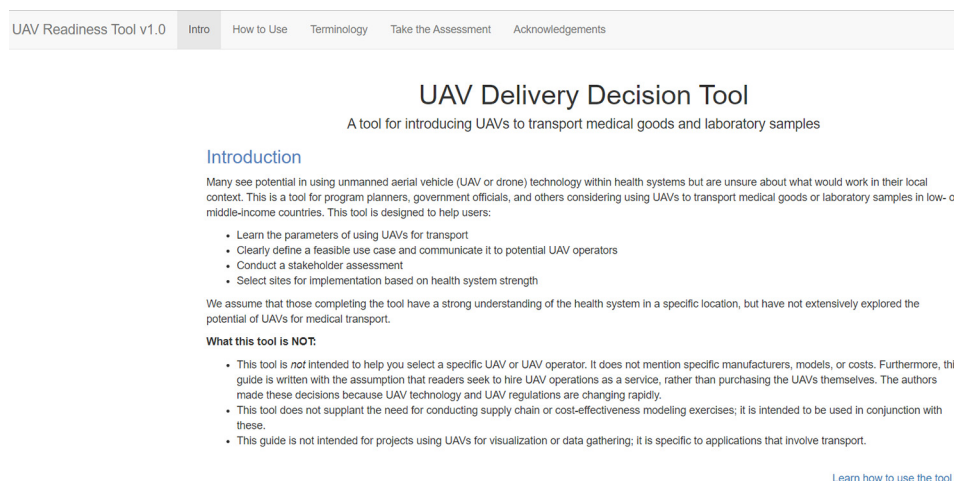 UAV Readiness Tool v1.0 Intro How to Use Terminology Take the Assessment Acknowledgements
UAV Delivery Decision Tool
A tool for introducing UAVs to transport medical goods and laboratory samples
Introduction
Many see potential in using unmanned aerial vehicle (UAV or drone) technology within health systems but are unsure about what would work in their local
context. This is a tool for program planners, government officials, and others considering using UAVs to transport medical goods or laboratory samples in low- o
middle-income countries. This tool is designed to help users:
• Learn the parameters of using UAVs for transport
• Clearly define a feasible use case and communicate it to potential UAV operators
• Conduct a stakeholder assessment
• Select sites for implementation based on health system strength
We assume that those completing the tool have a strong understanding of the health system in a specific location, but have not extensively explored the
potential of UAVs for medical transport.
What this tool is NOT:
• This tool is not intended to help you select a specific UAV or UAV operator. It does not mention specific manufacturers, models, or costs. Furthermore, thi
guide is written with the assumption that readers seek to hire UAV operations as a service, rather than purchasing the UAVs themselves. The authors
made these decisions because UAV technology and UAV regulations are changing rapidly.
• This tool does not supplant the need for conducting supply chain or cost-effectiveness modeling exercises; it is intended to be used in conjunction with
these.
• This guide is not intended for projects using UAVs for visualization or data gathering; it is specific to applications that involve transport.
Learn how to use the tool